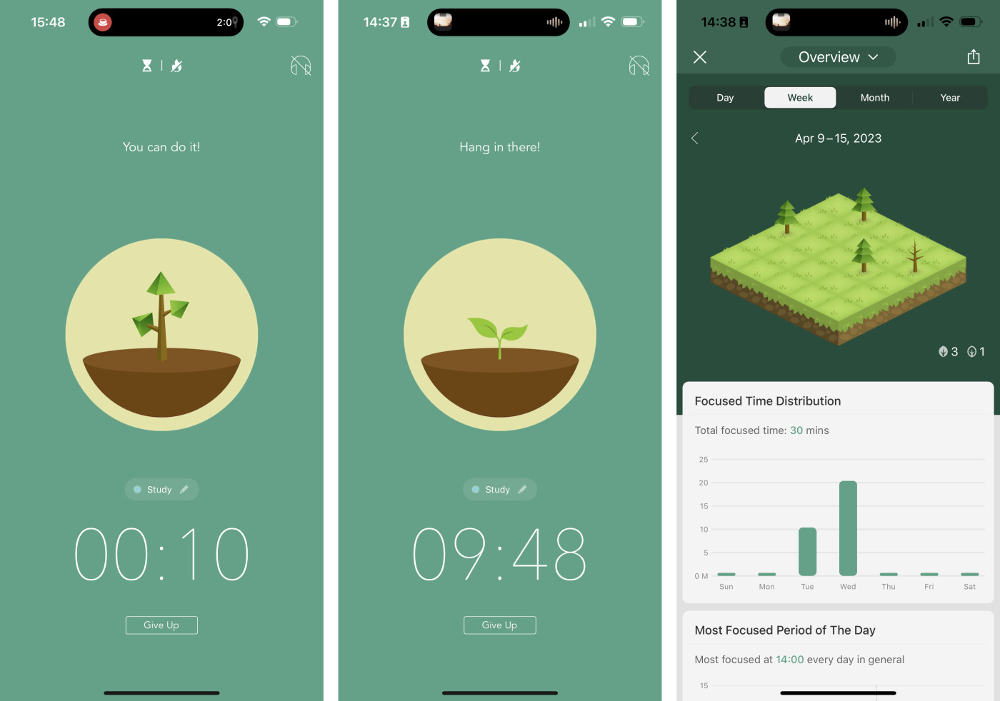 15:48
2:0
You can do it!
Study
00:10
Give Up
14:37
Hang in there!
Study
09:48
Give Up
14:38
Overview
Day Week Month Year
Apr 9–15, 2023
3 1
Focused Time Distribution
Total focused time: 30 mins
25
20
15
10
5
0 M
Sun Mon Tue Wed Thu Fri Sat
Most Focused Period of The Day
Most focused at 14:00 every day in general
15